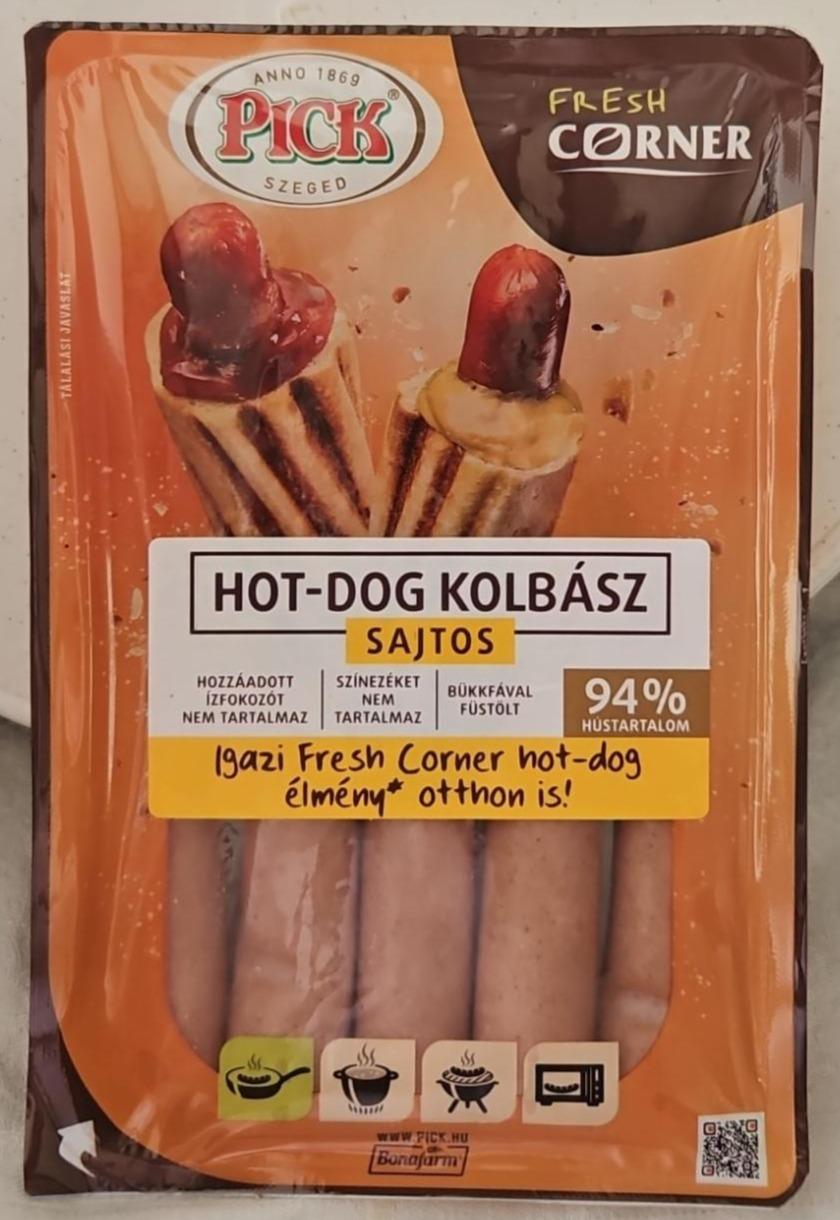 ANNO 1869
PICK®
SZEGED
FRESH
CORNER
TÁLALÁSI JAVASLAT
HOT-DOG KOLBÁSZ
SAJTOS
HOZZÁADOTT
ÍZFOKOZÓT
NEM TARTALMAZ
SZÍNEZÉKET
NEM
TARTALMAZ
BÜKKFÁVAL
FÜSTÖLT
94%
HÚSTARTALOM
Igazi Fresh Corner hot-dog
élmény* otthon is!
WWW.PICK.HU
Bonafarm